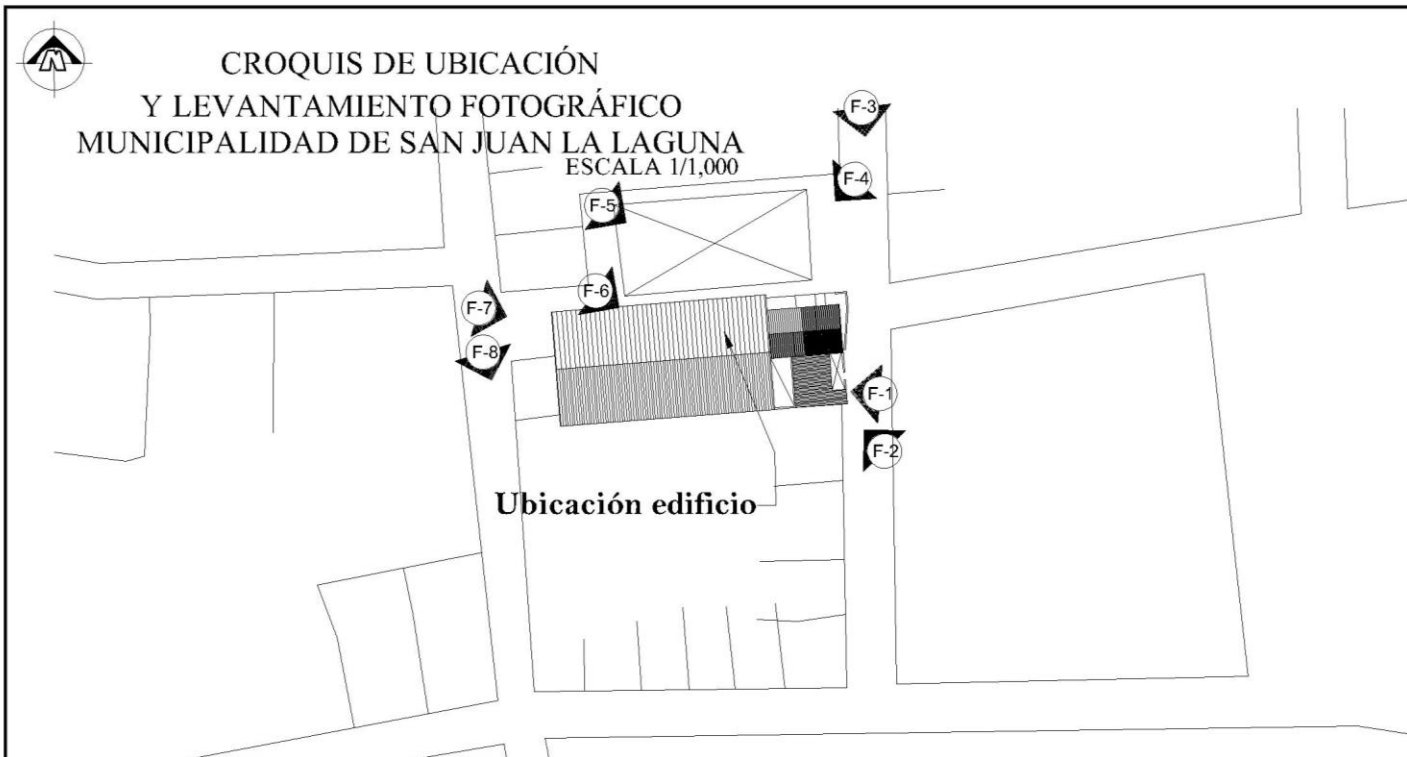 CROQUIS DE UBICACIÓN
Y LEVANTAMIENTO FOTOGRÁFICO
MUNICIPALIDAD DE SAN JUAN LA LAGUNA
ESCALA 1/1,000
F-3
F-4
F-5
F-6
F-7
F-8
F-1
F-2
Ubicación edificio
N